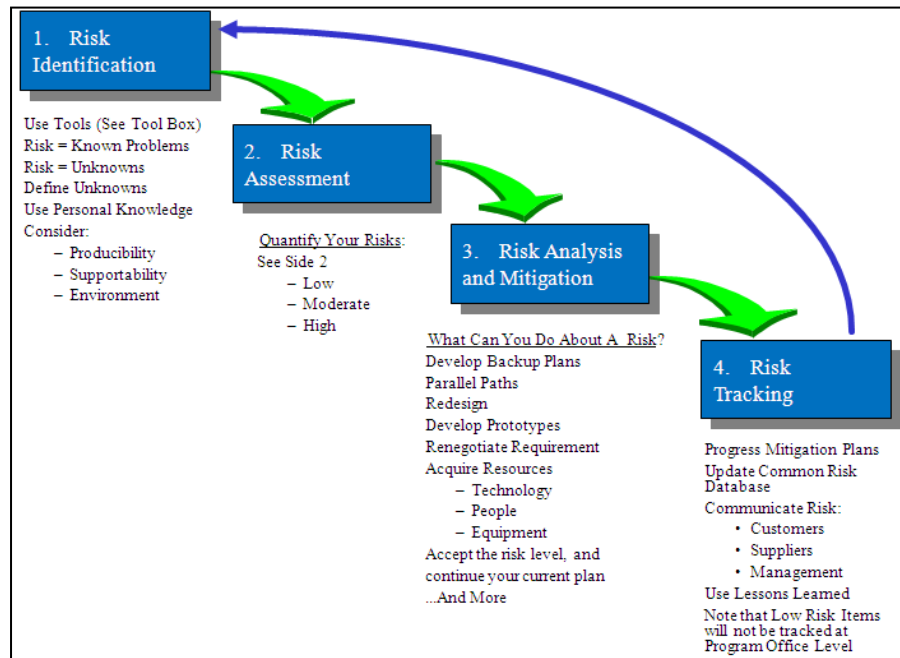 1. Risk
Identification
Use Tools (See Tool Box)
Risk = Known Problems
Risk = Unknowns
Define Unknowns
Use Personal Knowledge
Consider:
– Producibility
– Supportability
– Environment
2. Risk
Assessment
Quantify Your Risks:
See Side 2
– Low
– Moderate
– High
3. Risk Analysis
and Mitigation
What Can You Do About A Risk?
Develop Backup Plans
Parallel Paths
Redesign
Develop Prototypes
Renegotiate Requirement
Acquire Resources
– Technology
– People
– Equipment
Accept the risk level, and
continue your current plan
...And More
4. Risk
Tracking
Progress Mitigation Plans
Update Common Risk
Database
Communicate Risk:
• Customers
• Suppliers
• Management
Use Lessons Learned
Note that Low Risk Items
will not be tracked at
Program Office Level